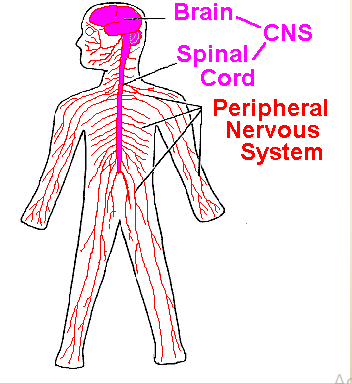 Brain
CNS
Spinal
Cord
Peripheral
Nervous
System